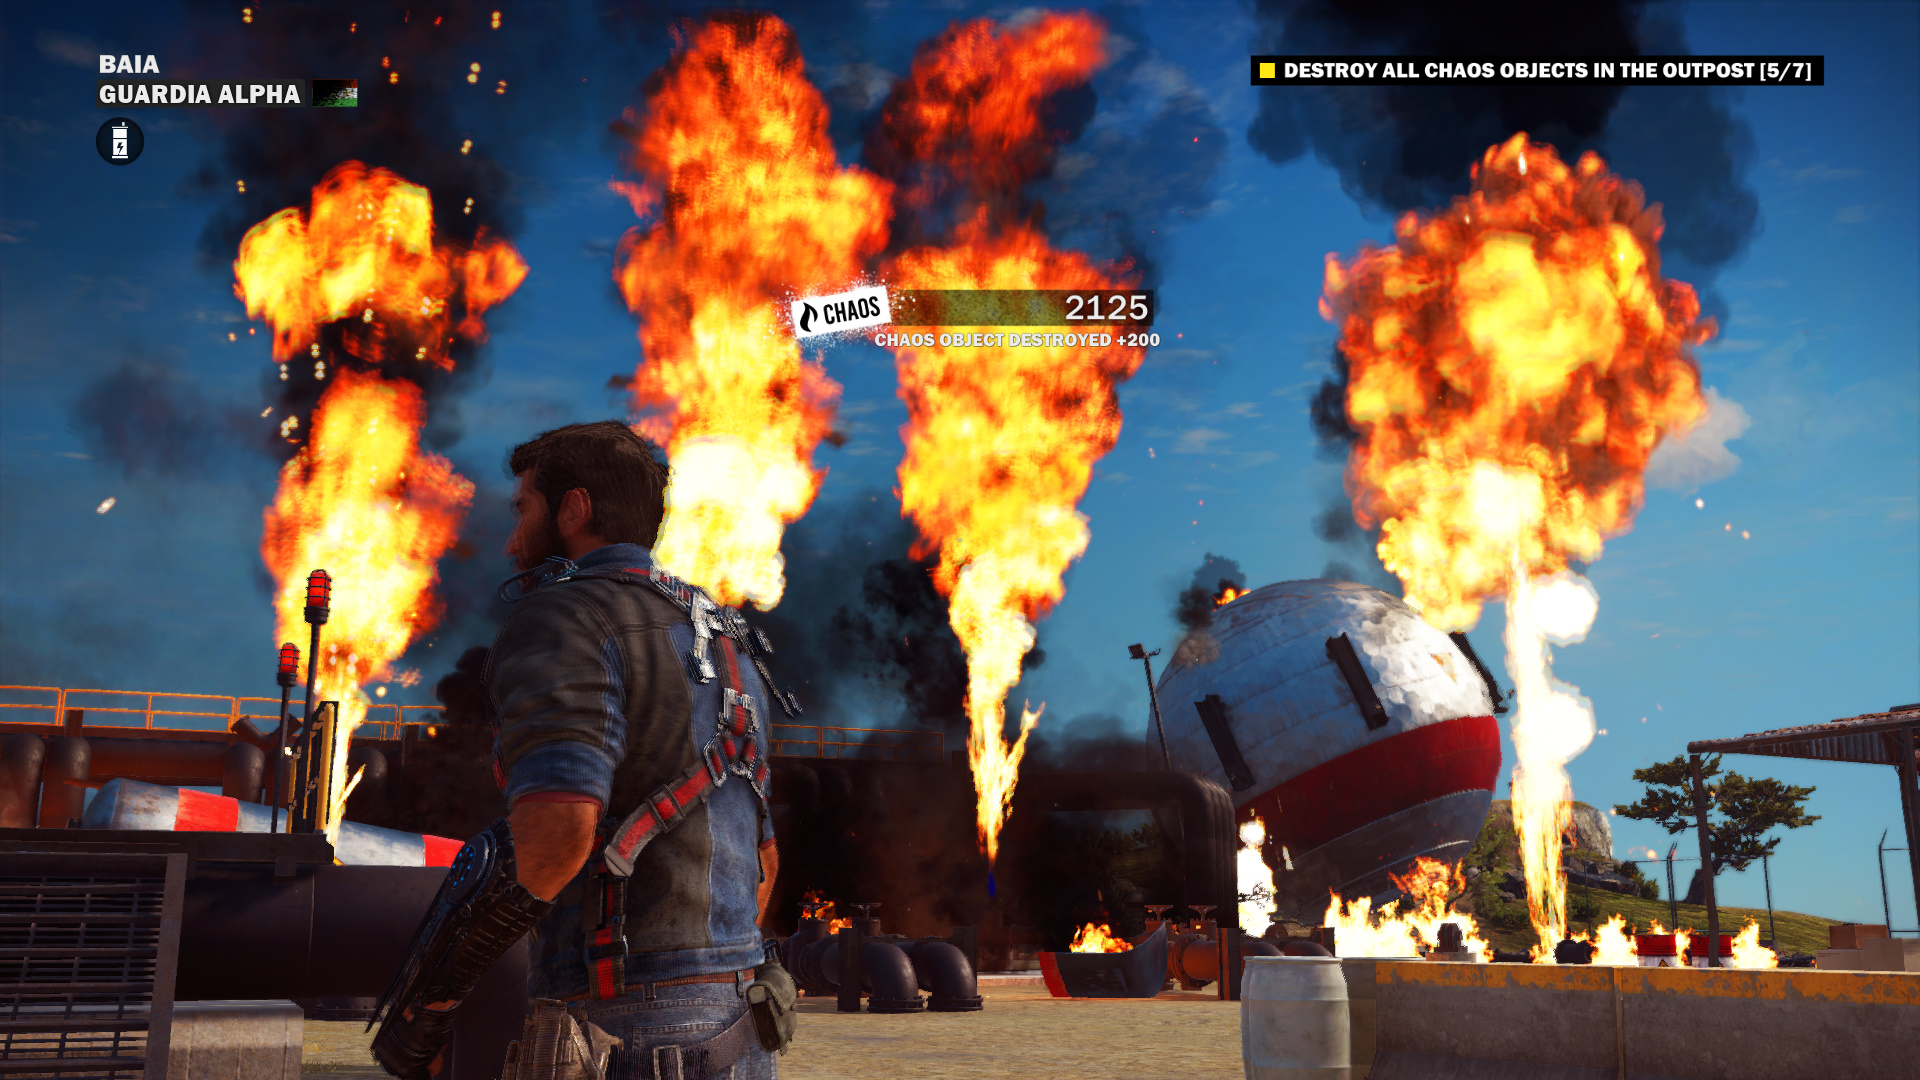 BAIA
GUARDIA ALPHA
DESTROY ALL CHAOS OBJECTS IN THE OUTPOST [5/7]
CHAOS
2125
CHAOS OBJECT DESTROYED +200